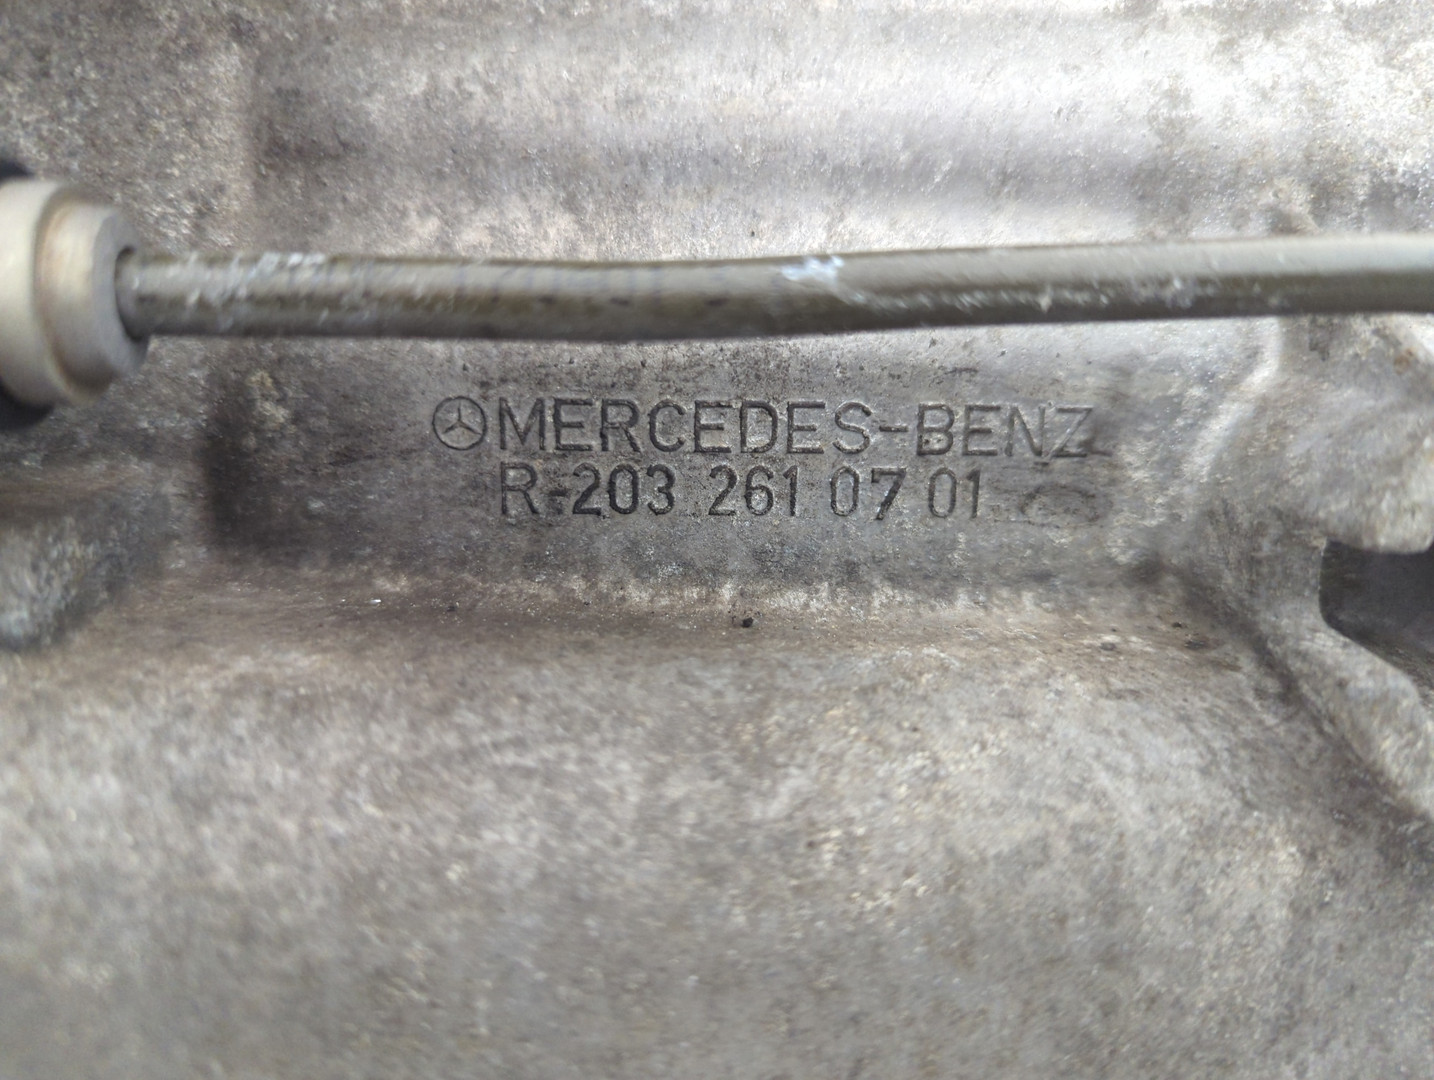 MERCEDES-BENZ
R-203 261 07 01